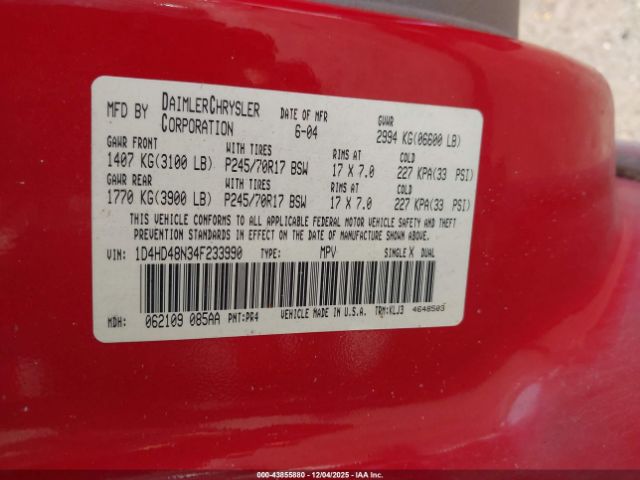 MFD BY DAIMLERCHRYSLER CORPORATION DATE OF MFR 6-04 GVWR 2994 KG(06600 LB)
GAWR FRONT WITH TIRES RIMS AT COLD
1407 KG(3100 LB) P245/70R17 BSW 17 X 7.0 227 KPA(33 PSI)
GAWR REAR WITH TIRES RIMS AT COLD
1770 KG(3900 LB) P245/70R17 BSW 17 X 7.0 227 KPA(33 PSI)
THIS VEHICLE CONFORMS TO ALL APPLICABLE FEDERAL MOTOR VEHICLE SAFETY AND THEFT
PREVENTION STANDARDS IN EFFECT ON THE DATE OF MANUFACTURE SHOWN ABOVE.
VIN: 1D4HD48N34F233990 TYPE: MPV SINGLE X DUAL
MDH: 062109 085AA PNT:PR4 VEHICLE MADE IN U.S.A. TRM:KLJ3 4648503
000-43855880 - 12/04/2025 - IAAI.COM